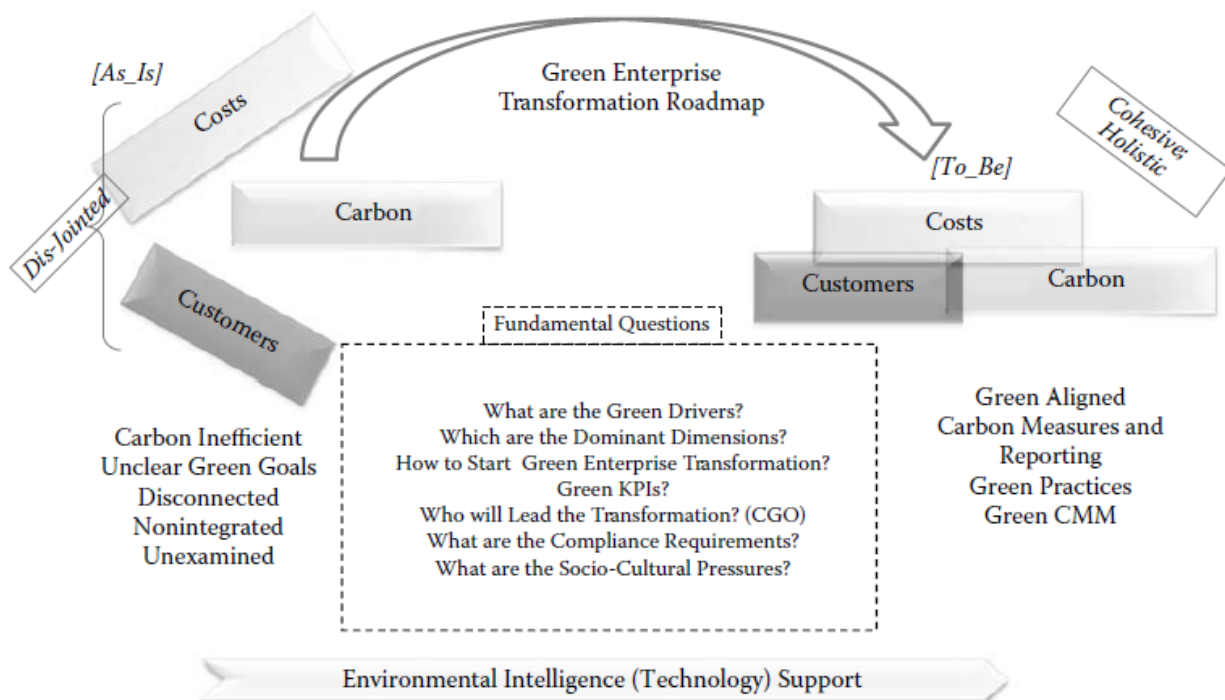 [As_Is]
Costs
Dis-Jointed
Customers
Carbon
Green Enterprise
Transformation Roadmap
Cohesive;
Holistic
[To_Be]
Costs
Customers
Carbon
Carbon Inefficient
Unclear Green Goals
Disconnected
Nonintegrated
Unexamined
Fundamental Questions
What are the Green Drivers?
Which are the Dominant Dimensions?
How to Start Green Enterprise Transformation?
Green KPIs?
Who will Lead the Transformation? (CGO)
What are the Compliance Requirements?
What are the Socio-Cultural Pressures?
Green Aligned
Carbon Measures and
Reporting
Green Practices
Green CMM
Environmental Intelligence (Technology) Support